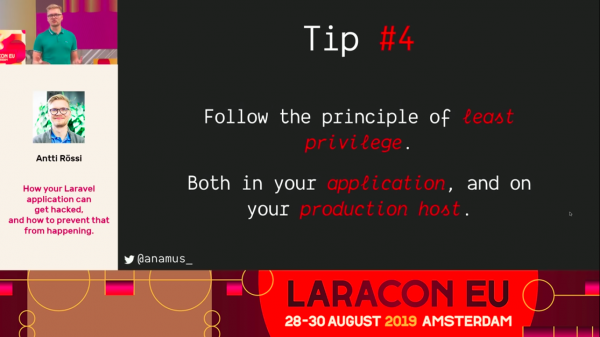 Tip #4
Follow the principle of least
privilege.
Both in your application, and on
your production host.
@anamus_
Antti Rössi
How your Laravel
application can
get hacked,
and how to prevent that
from happening.
LARACON EU
28-30 AUGUST 2019 AMSTERDAM